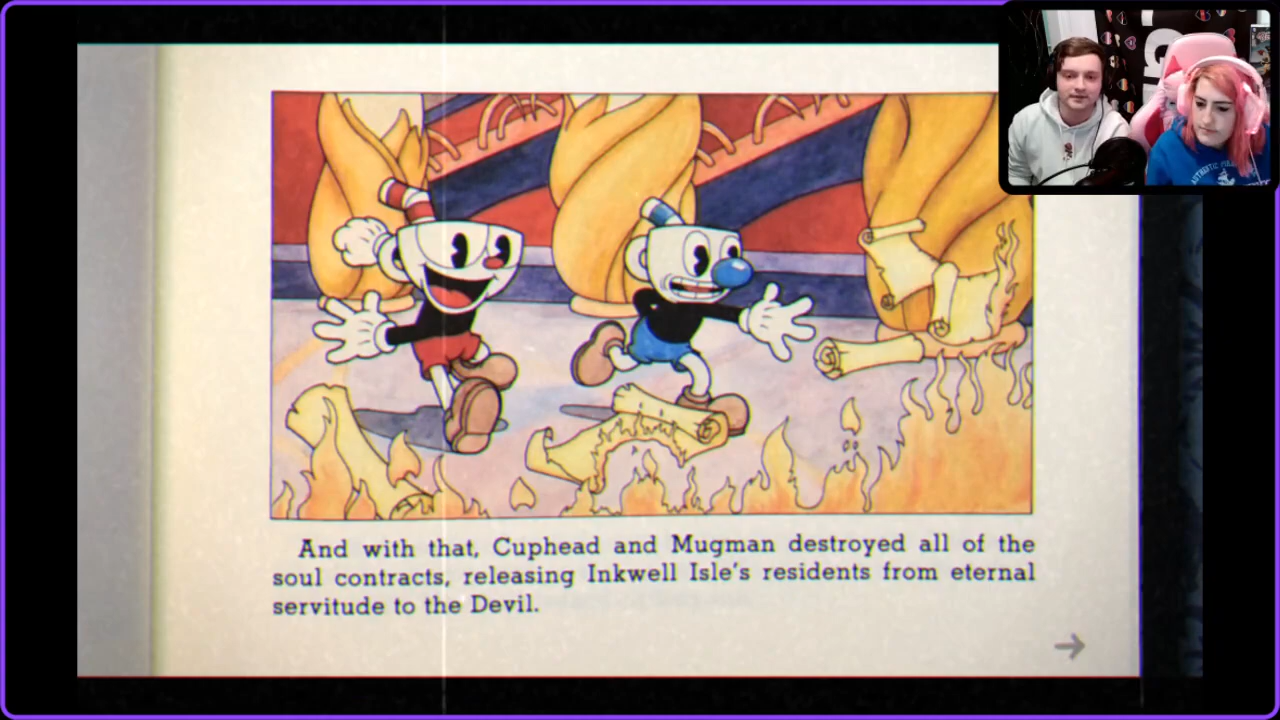 And with that, Cuphead and Mugman destroyed all of the
soul contracts, releasing Inkwell Isle's residents from eternal
servitude to the Devil.